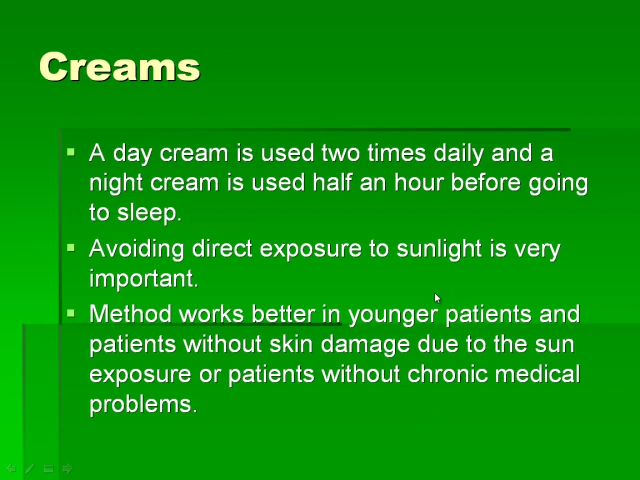 Creams
A day cream is used two times daily and a
night cream is used half an hour before going
to sleep.
Avoiding direct exposure to sunlight is very
important.
Method works better in younger patients and
patients without skin damage due to the sun
exposure or patients without chronic medical
problems.